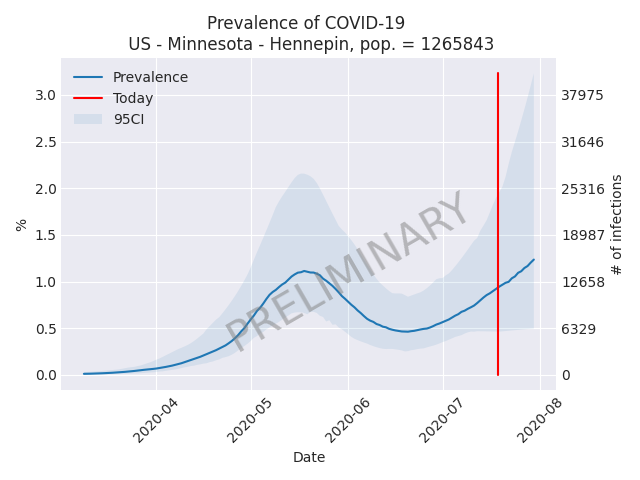 Prevalence of COVID-19
US - Minnesota - Hennepin, pop. = 1265843
Prevalence
Today
95CI
3.0
2.5
2.0
1.5
1.0
0.5
0.0
%
37975
31646
25316
18987
12658
6329
0
# of infections
PRELIMINARY
2020-04
2020-05
2020-06
2020-07
2020-08
Date